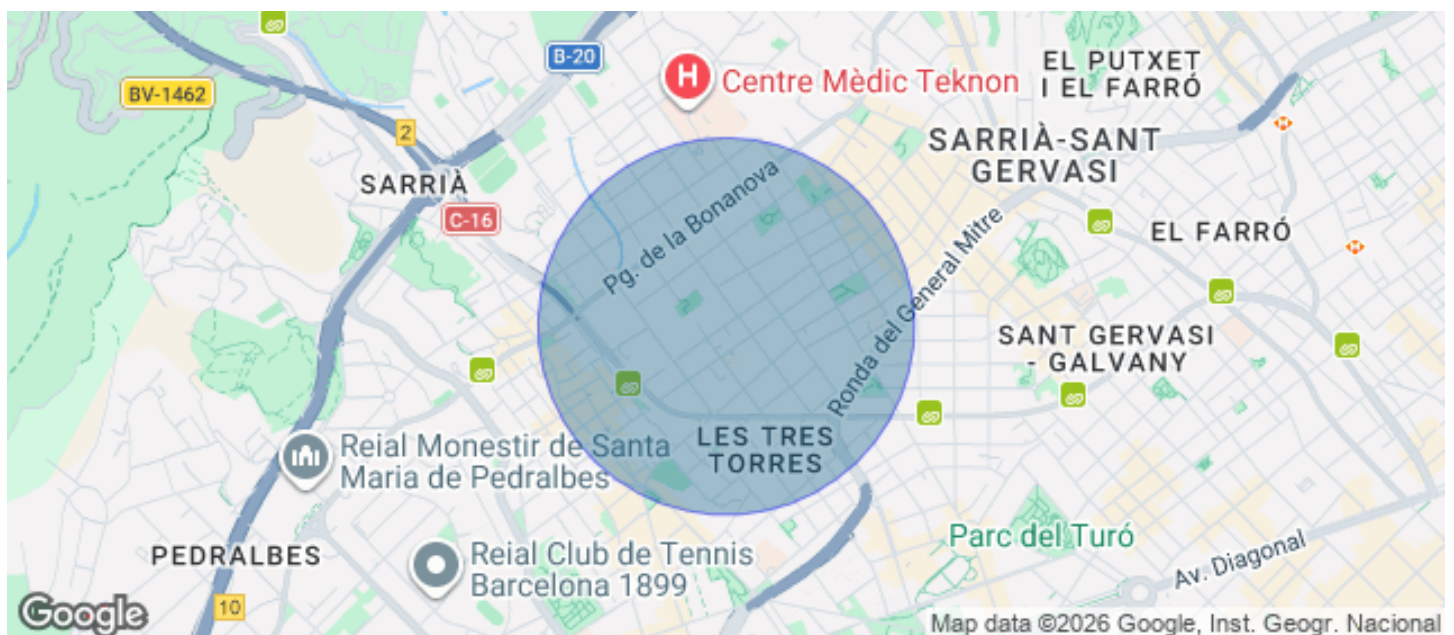 B-20
BV-1462
Centre Mèdic Teknon
EL PUTXET
I EL FARRÓ
2
SARRIÀ
SARRIÀ-SANT
GERVASI
C-16
Pg. de la Bonanova
EL FARRÓ
Ronda del General Mitre
SANT GERVASI
- GALVANY
LES TRES
TORRES
Reial Monestir de Santa
Maria de Pedralbes
PEDRALBES
Reial Club de Tennis
Barcelona 1899
Parc del Turó
Av. Diagonal
10
Google
Map data ©2026 Google, Inst. Geogr. Nacional
H